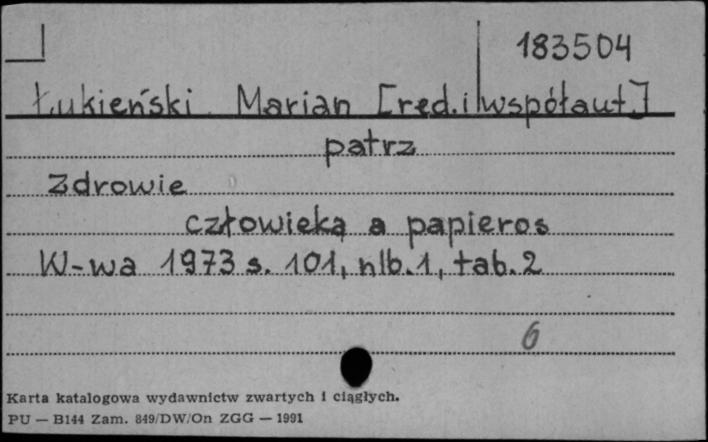 183504
Łukieński Marian [red. i współaut.]
patrz
Zdrowie
człowieka a papieros
W-wa 1973 s. 101, nlb. 1, tab. 2
6
Karta katalogowa wydawnictw zwartych i ciągłych.
PU — B144 Zam. 849/DW/On ZGG — 1991